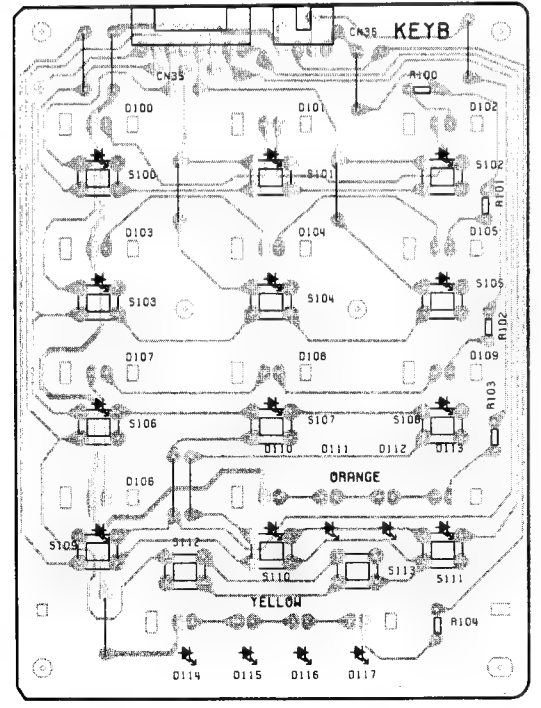 CN36 KEYB
CN35 R100
D100 D101 D102
S100 S101 S102
R101
D103 D104 D105
S103 S104 S105
R102
D107 D108 D109
R103
S106 S107 S108
D110 D111 D112 D113
D106 ORANGE
S109 S112 S110 S113 S111
YELLOW
R104
D114 D115 D116 D117